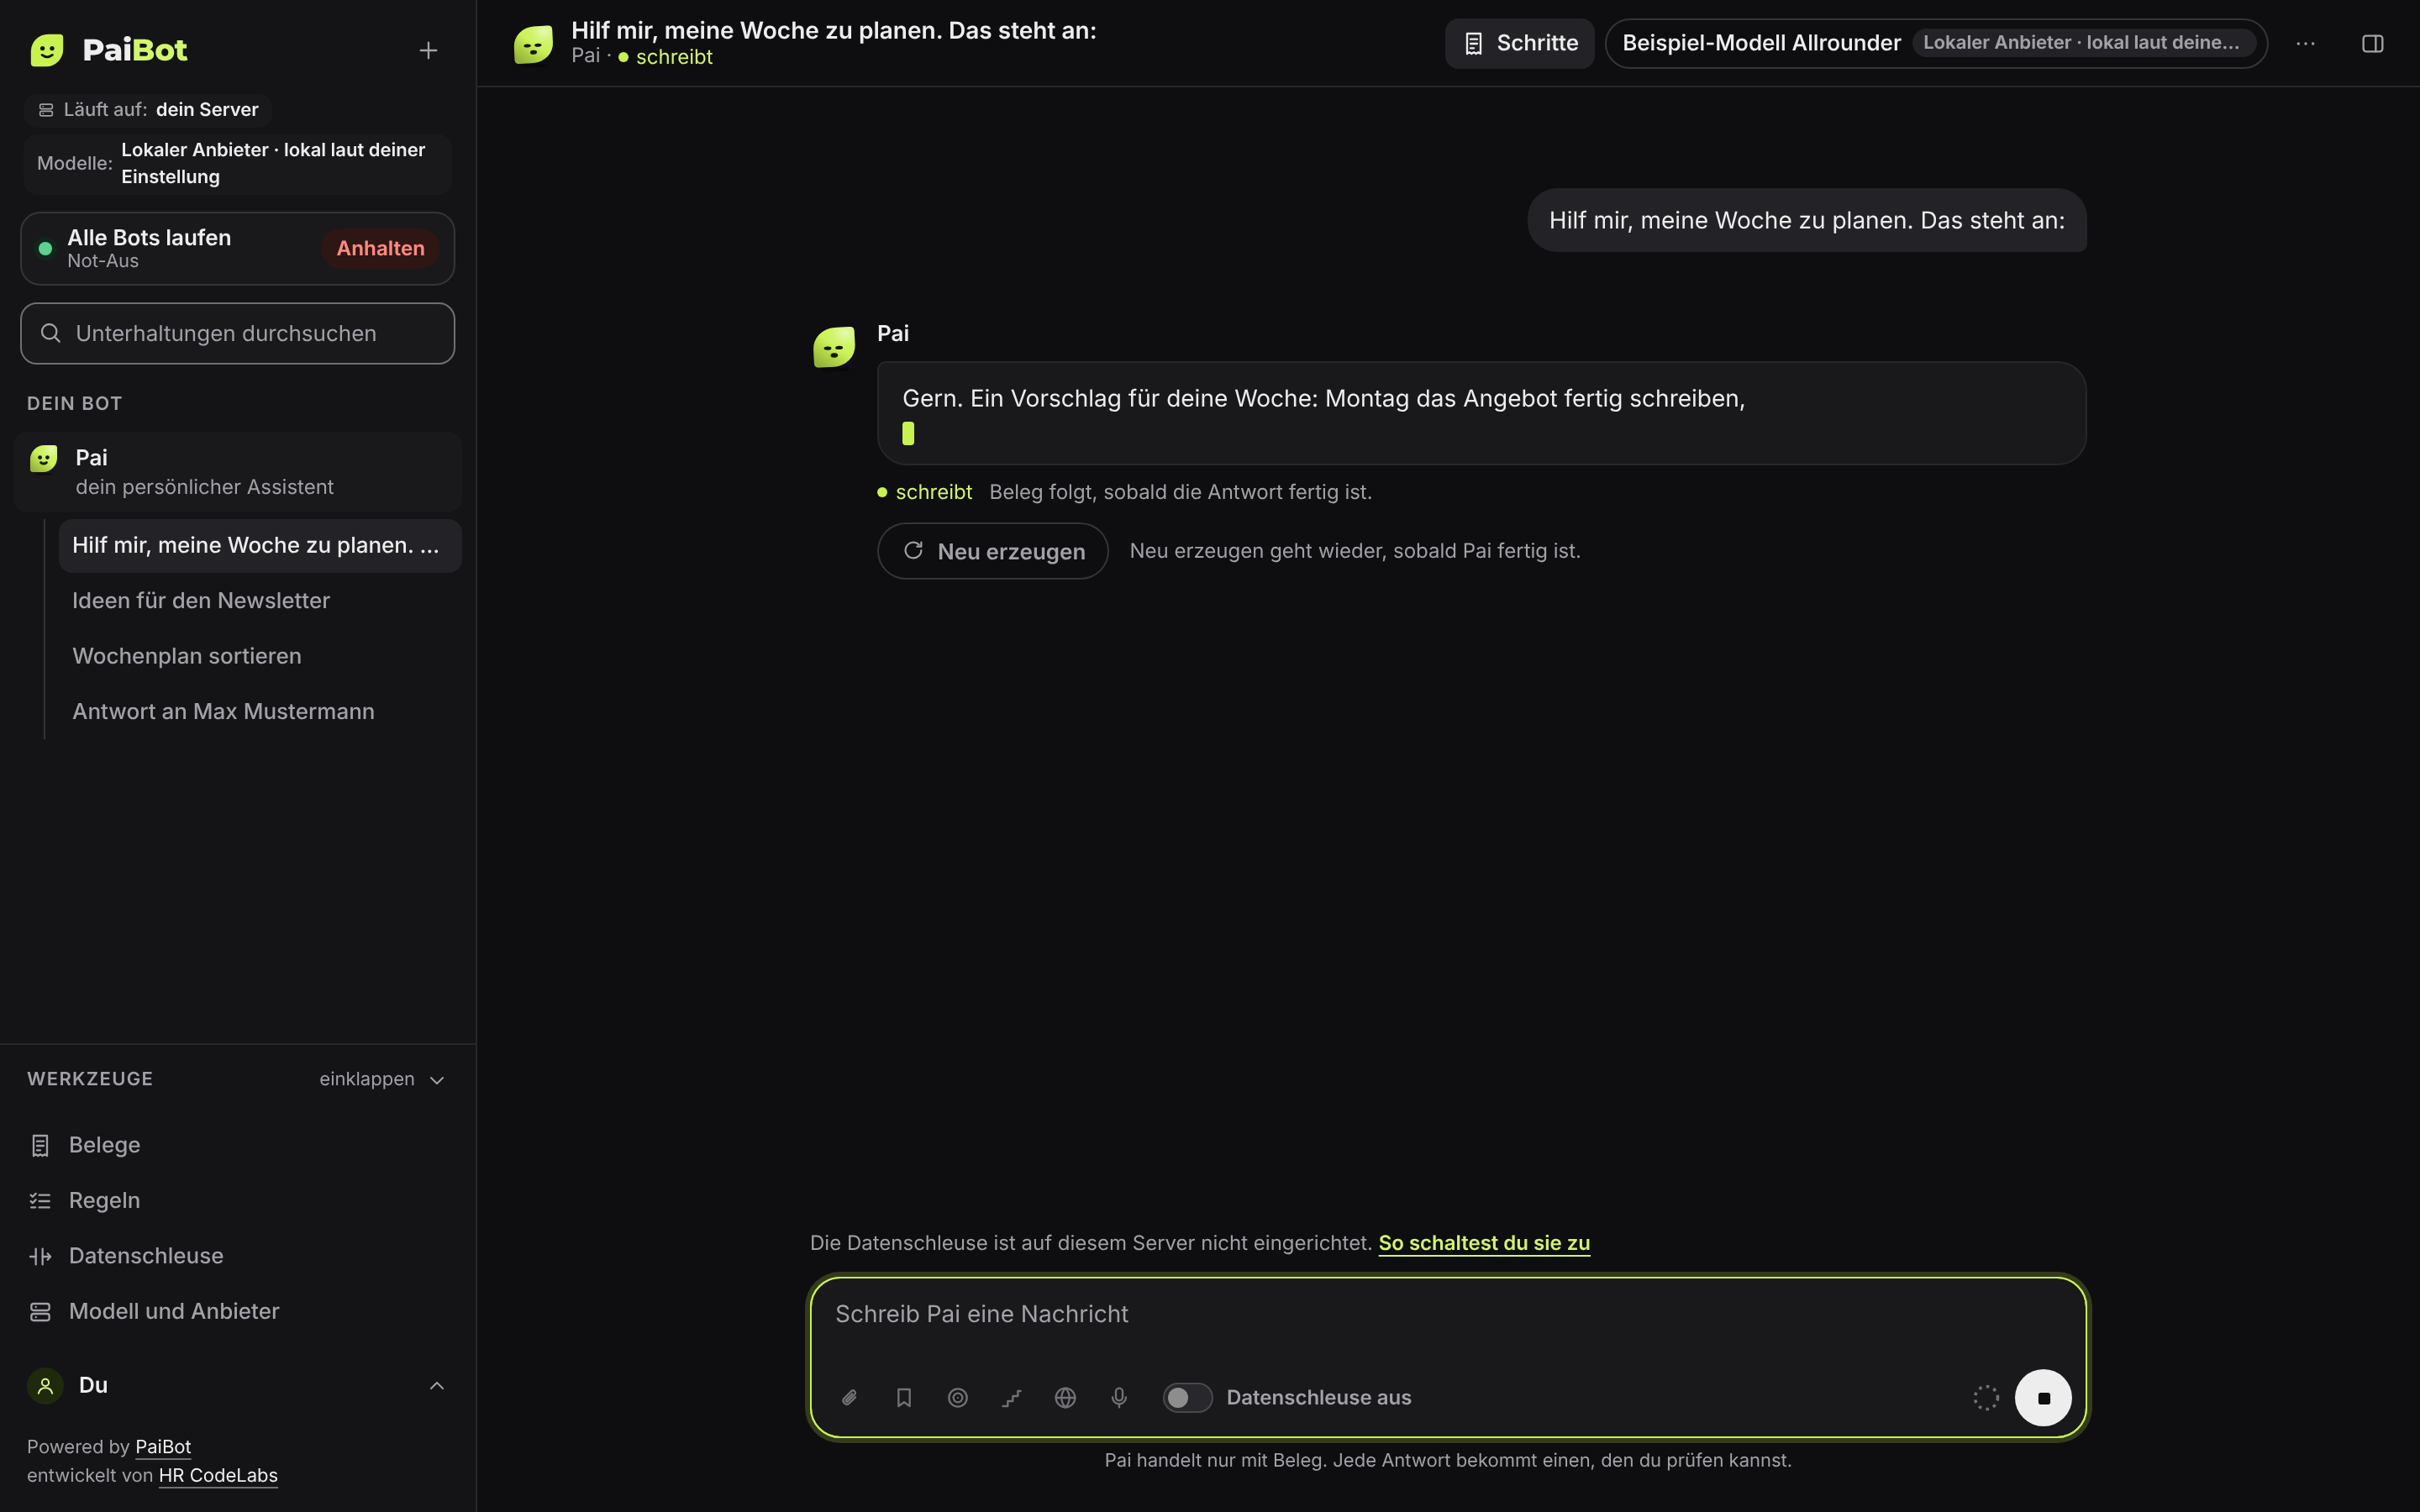 PaiBot
Läuft auf: dein Server
Modelle: Lokaler Anbieter · lokal laut deiner
Einstellung
Alle Bots laufen
Not-Aus
Anhalten
Unterhaltungen durchsuchen
DEIN BOT
Pai
dein persönlicher Assistent
Hilf mir, meine Woche zu planen. ...
Ideen für den Newsletter
Wochenplan sortieren
Antwort an Max Mustermann
WERKZEUGE
einklappen
Belege
Regeln
Datenschleuse
Modell und Anbieter
Du
Powered by PaiBot
entwickelt von HR CodeLabs
Hilf mir, meine Woche zu planen. Das steht an:
Pai · schreibt
Schritte
Beispiel-Modell Allrounder
Lokaler Anbieter · lokal laut deine...
Hilf mir, meine Woche zu planen. Das steht an:
Pai
Gern. Ein Vorschlag für deine Woche: Montag das Angebot fertig schreiben,
schreibt Beleg folgt, sobald die Antwort fertig ist.
Neu erzeugen
Neu erzeugen geht wieder, sobald Pai fertig ist.
Die Datenschleuse ist auf diesem Server nicht eingerichtet. So schaltest du sie zu
Schreib Pai eine Nachricht
Datenschleuse aus
Pai handelt nur mit Beleg. Jede Antwort bekommt einen, den du prüfen kannst.